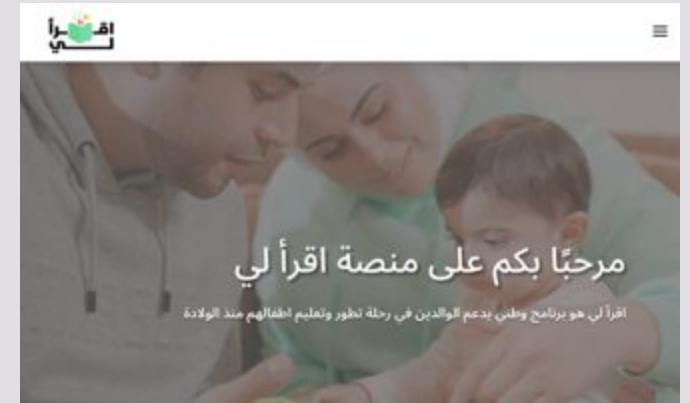 اقرأ
لي
مرحبًا بكم على منصة اقرأ لي
اقرأ لي هو برنامج وطني يدعم الوالدين في رحلة تطور وتعليم اطفالهم منذ الولادة